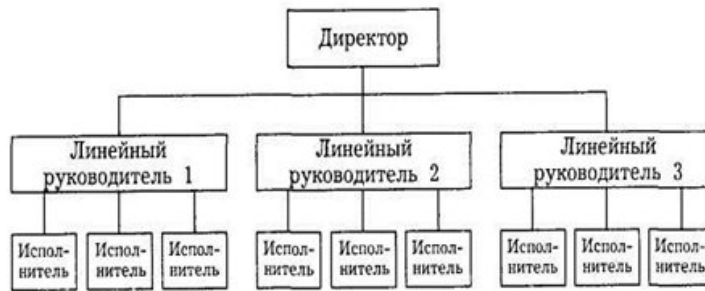 Директор
Линейный
руководитель 1
Линейный
руководитель 2
Линейный
руководитель 3
Испол-
нитель
Испол-
нитель
Испол-
нитель
Испол-
нитель
Испол-
нитель
Испол-
нитель
Испол-
нитель
Испол-
нитель
Испол-
нитель